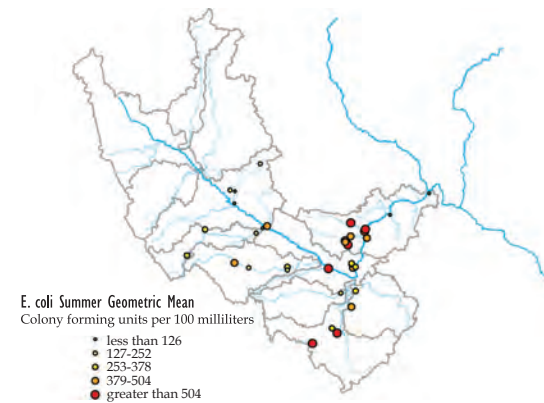 E. coli Summer Geometric Mean
Colony forming units per 100 milliliters
less than 126
127-252
253-378
379-504
greater than 504